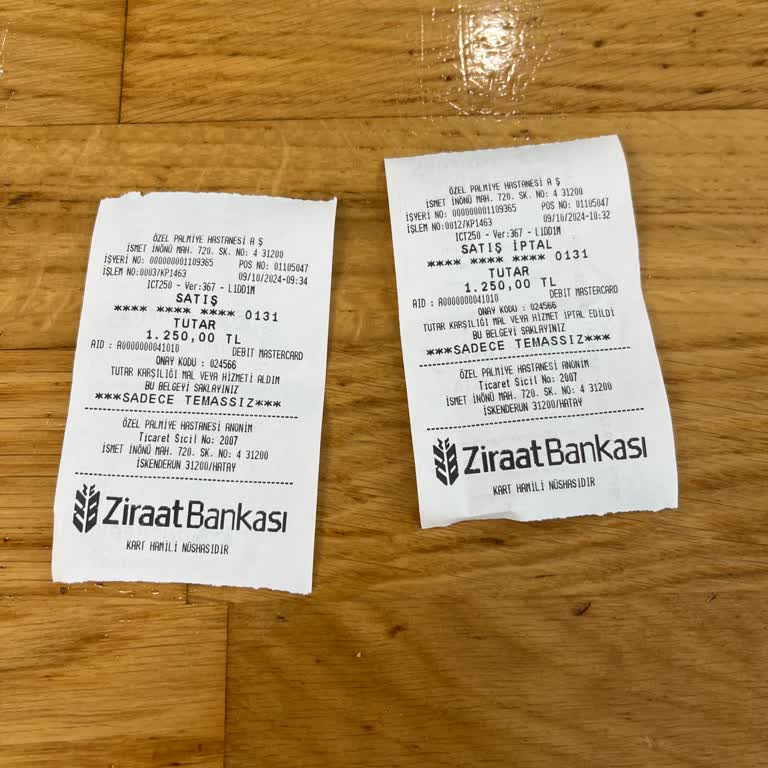 ÖZEL PALMİYE HASTANESİ A Ş
İSMET İNÖNÜ MAH. 720. SK. NO: 4 31200
İŞYERİ NO: 000000001109365 POS NO: 01105047
İŞLEM NO:0003/KP1463 09/10/2024-09:34
ICT250 - Ver:367 - L1DD1M
SATIŞ
**** **** **** 0131
TUTAR
1.250,00 TL
AID : A0000000041010 DEBIT MASTERCARD
ONAY KODU : 024566
TUTAR KARŞILIĞI MAL VEYA HİZMETİ ALDIM
BU BELGEYİ SAKLAYINIZ
***SADECE TEMASSIZ***
ÖZEL PALMİYE HASTANESİ ANONİM
Ticaret Sicil No: 2007
İSMET İNÖNÜ MAH. 720. SK. NO: 4 31200
İSKENDERUN 31200/HATAY
ZiraatBankası
KART HAMİLİ NÜSHASIDIR
ÖZEL PALMİYE HASTANESİ A Ş
İSMET İNÖNÜ MAH. 720. SK. NO: 4 31200
İŞYERİ NO: 000000001109365 POS NO: 01105047
İŞLEM NO:0012/KP1463 09/10/2024-10:32
ICT250 - Ver:367 - L1DD1M
SATIŞ İPTAL
**** **** **** 0131
TUTAR
1.250,00 TL
AID : A0000000041010 DEBIT MASTERCARD
ONAY KODU : 024566
TUTAR KARŞILIĞI MAL VEYA HİZMET İPTAL EDİLDİ
BU BELGEYİ SAKLAYINIZ
***SADECE TEMASSIZ***
ÖZEL PALMİYE HASTANESİ ANONİM
Ticaret Sicil No: 2007
İSMET İNÖNÜ MAH. 720. SK. NO: 4 31200
İSKENDERUN 31200/HATAY
ZiraatBankası
KART HAMİLİ NÜSHASIDIR